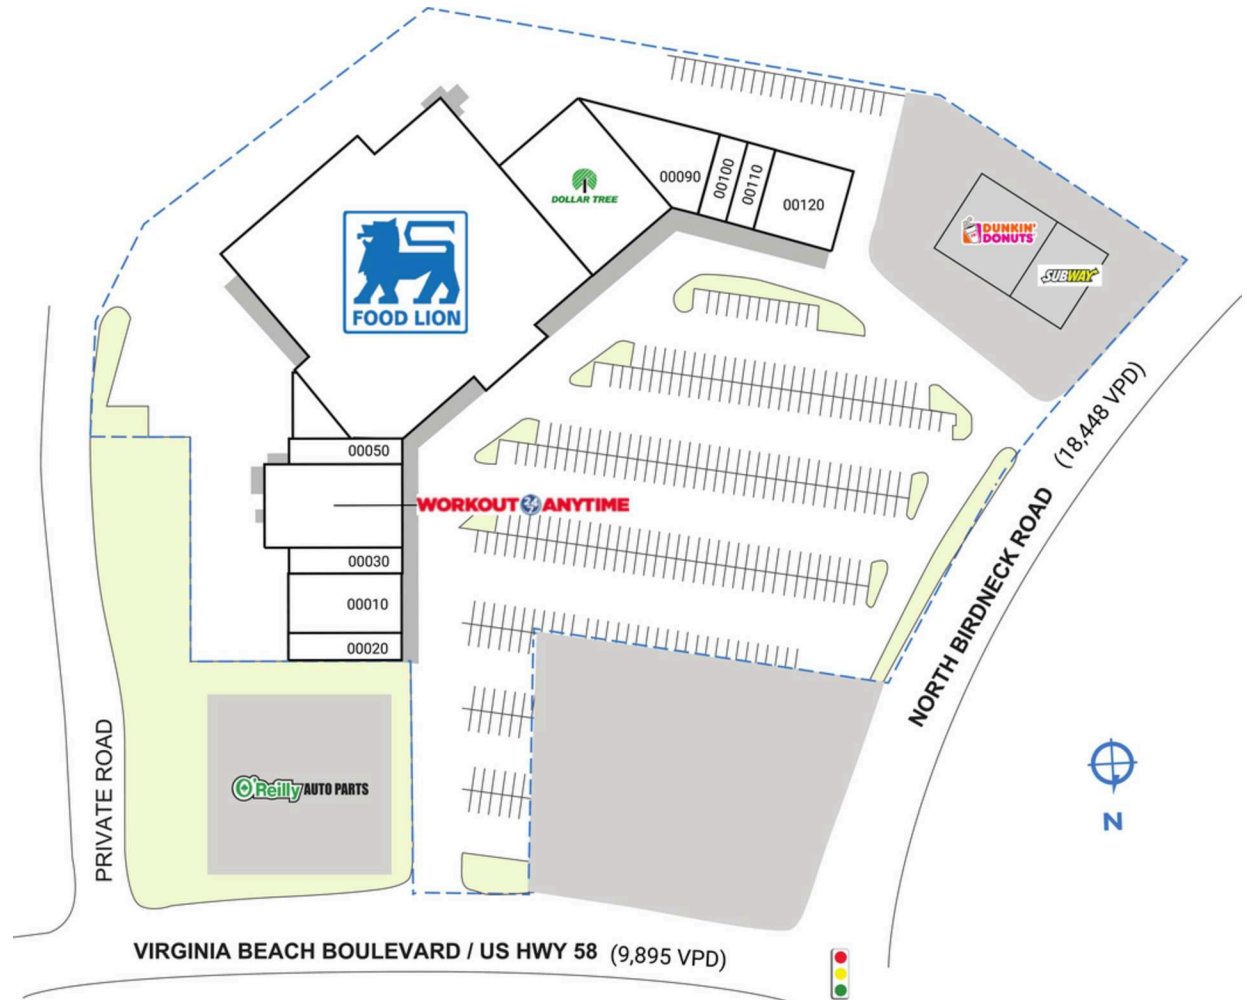 00090
00100
00110
00120
DOLLAR TREE
DUNKIN'
DONUTS
SUBWAY
FOOD LION
(18,448 VPD)
00050
WORKOUT 24 ANYTIME
00030
00010
00020
NORTH BIRDNECK ROAD
PRIVATE ROAD
O'Reilly AUTO PARTS
N
VIRGINIA BEACH BOULEVARD / US HWY 58 (9,895 VPD)